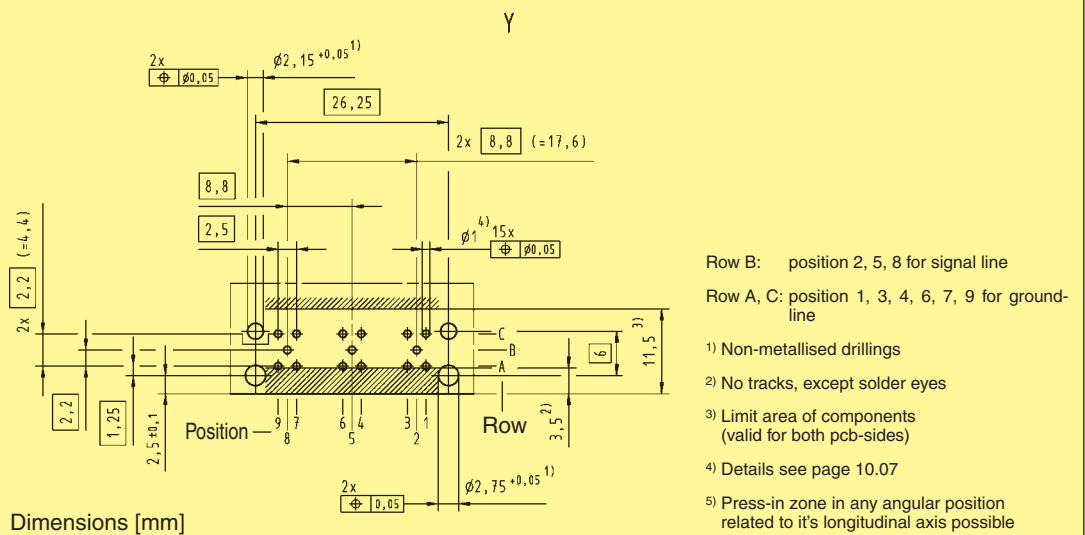 Y
2x
⌖ ø0,05
ø2,15 +0,05 1)
26,25
2x 8,8 (=17,6)
8,8
2,5
ø1 4) 15x
⌖ ø0,05
2x 2,2 (=4,4)
C
B
A
6
11,5 3)
2,2
1,25
2,5 ±0,1
3,5 2)
9 7 6 4 3 1
Position
8 5 2
Row
2x
⌖ 0,05
ø2,75 +0,05 1)
Dimensions [mm]
Row B: position 2, 5, 8 for signal line
Row A, C: position 1, 3, 4, 6, 7, 9 for ground-
line
1) Non-metallised drillings
2) No tracks, except solder eyes
3) Limit area of components
(valid for both pcb-sides)
4) Details see page 10.07
5) Press-in zone in any angular position
related to it's longitudinal axis possible